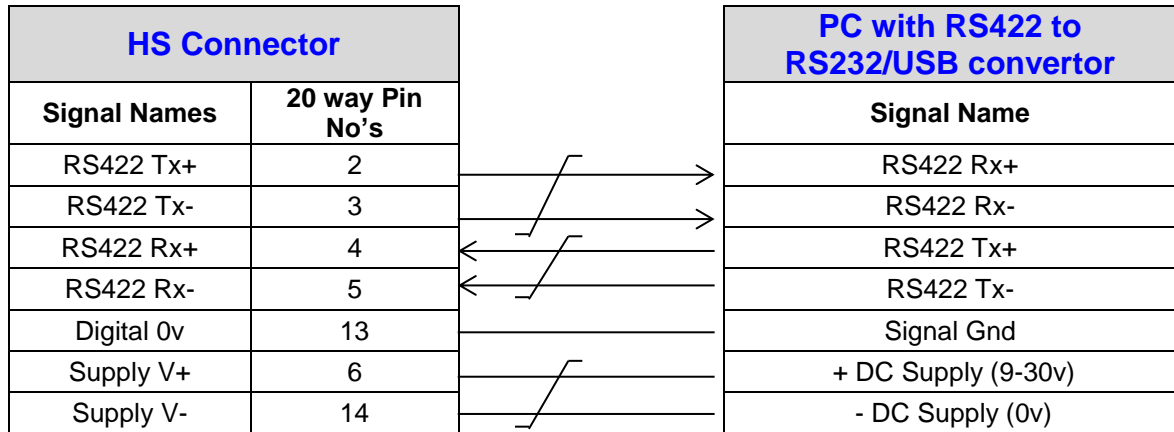 HS Connector
PC with RS422 to
RS232/USB convertor
Signal Names
20 way Pin
No's
Signal Name
RS422 Tx+ 2 RS422 Rx+
RS422 Tx- 3 RS422 Rx-
RS422 Rx+ 4 RS422 Tx+
RS422 Rx- 5 RS422 Tx-
Digital 0v 13 Signal Gnd
Supply V+ 6 + DC Supply (9-30v)
Supply V- 14 - DC Supply (0v)